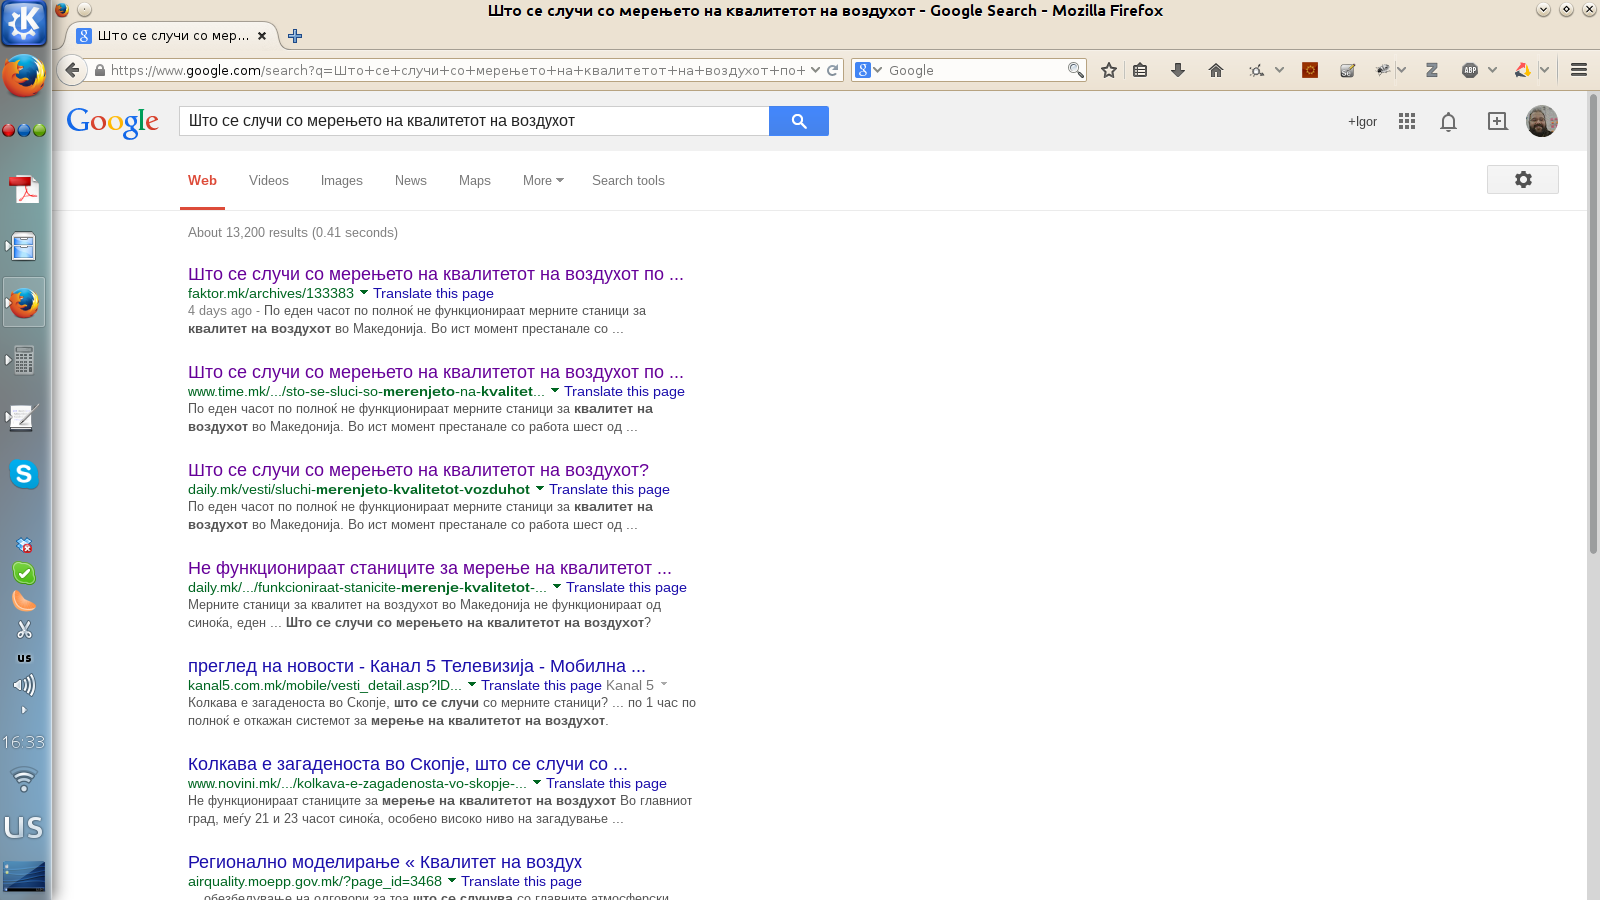 Што се случи со мерењето на квалитетот на воздухот - Google Search - Mozilla Firefox
Што се случи со мер...
https://www.google.com/search?q=Што+се+случи+со+мерењето+на+квалитетот+на+воздухот+по+
Google
Google
Што се случи со мерењето на квалитетот на воздухот
+Igor
Web Videos Images News Maps More Search tools
About 13,200 results (0.41 seconds)
Што се случи со мерењето на квалитетот на воздухот по ...
faktor.mk/archives/133383 Translate this page
4 days ago - По еден часот по полноќ не функционираат мерните станици за
квалитет на воздухот во Македонија. Во ист момент престанале со ...
Што се случи со мерењето на квалитетот на воздухот по ...
www.time.mk/.../sto-se-sluci-so-merenjeto-na-kvalitet... Translate this page
По еден часот по полноќ не функционираат мерните станици за квалитет на
воздухот во Македонија. Во ист момент престанале со работа шест од ...
Што се случи со мерењето на квалитетот на воздухот?
daily.mk/vesti/sluchi-merenjeto-kvalitetot-vozduhot Translate this page
По еден часот по полноќ не функционираат мерните станици за квалитет на
воздухот во Македонија. Во ист момент престанале со работа шест од ...
Не функционираат станиците за мерење на квалитетот ...
daily.mk/.../funkcioniraat-stanicite-merenje-kvalitetot-... Translate this page
Мерните станици за квалитет на воздухот во Македонија не функционираат од
синоќа, еден ... Што се случи со мерењето на квалитетот на воздухот?
преглед на новости - Канал 5 Телевизија - Мобилна ...
kanal5.com.mk/mobile/vesti_detail.asp?ID... Translate this page Kanal 5
Колкава е загаденоста во Скопје, што се случи со мерните станици? ... по 1 час по
полноќ е откажан системот за мерење на квалитетот на воздухот.
Колкава е загаденоста во Скопје, што се случи со ...
www.novini.mk/.../kolkava-e-zagadenosta-vo-skopje-... Translate this page
Не функционираат станиците за мерење на квалитетот на воздухот Во главниот
град, меѓу 21 и 23 часот синоќа, особено високо ниво на загадување ...
Регионално моделирање « Квалитет на воздух
airquality.moepp.gov.mk/?page_id=3468 Translate this page
... обезбедување на одговори за тоа што се случува со главните атмосферски
us
16:33
US
ABP